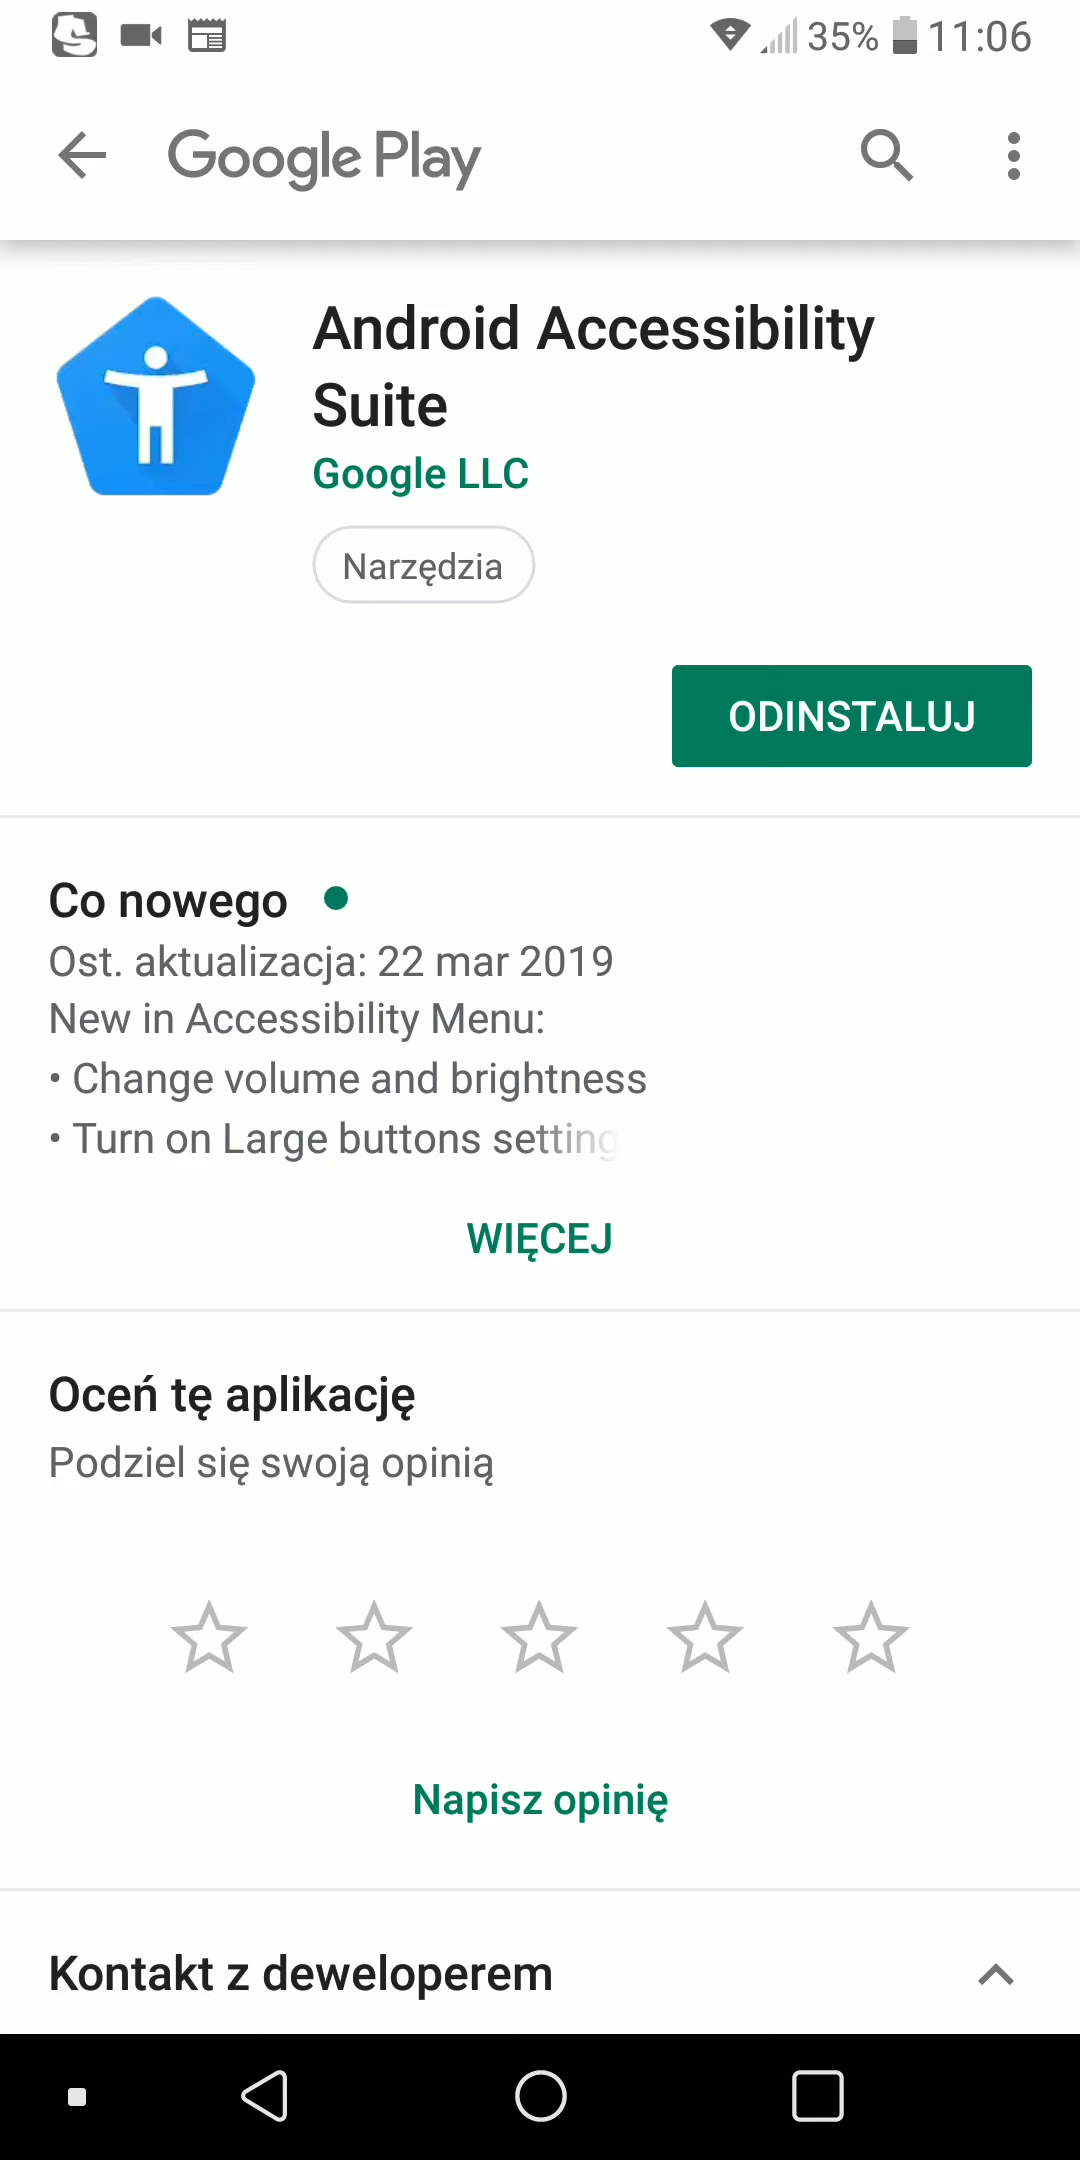 35% 11:06
Google Play
Android Accessibility
Suite
Google LLC
Narzędzia
ODINSTALUJ
Co nowego
Ost. aktualizacja: 22 mar 2019
New in Accessibility Menu:
• Change volume and brightness
• Turn on Large buttons setting
WIĘCEJ
Oceń tę aplikację
Podziel się swoją opinią
Napisz opinię
Kontakt z deweloperem